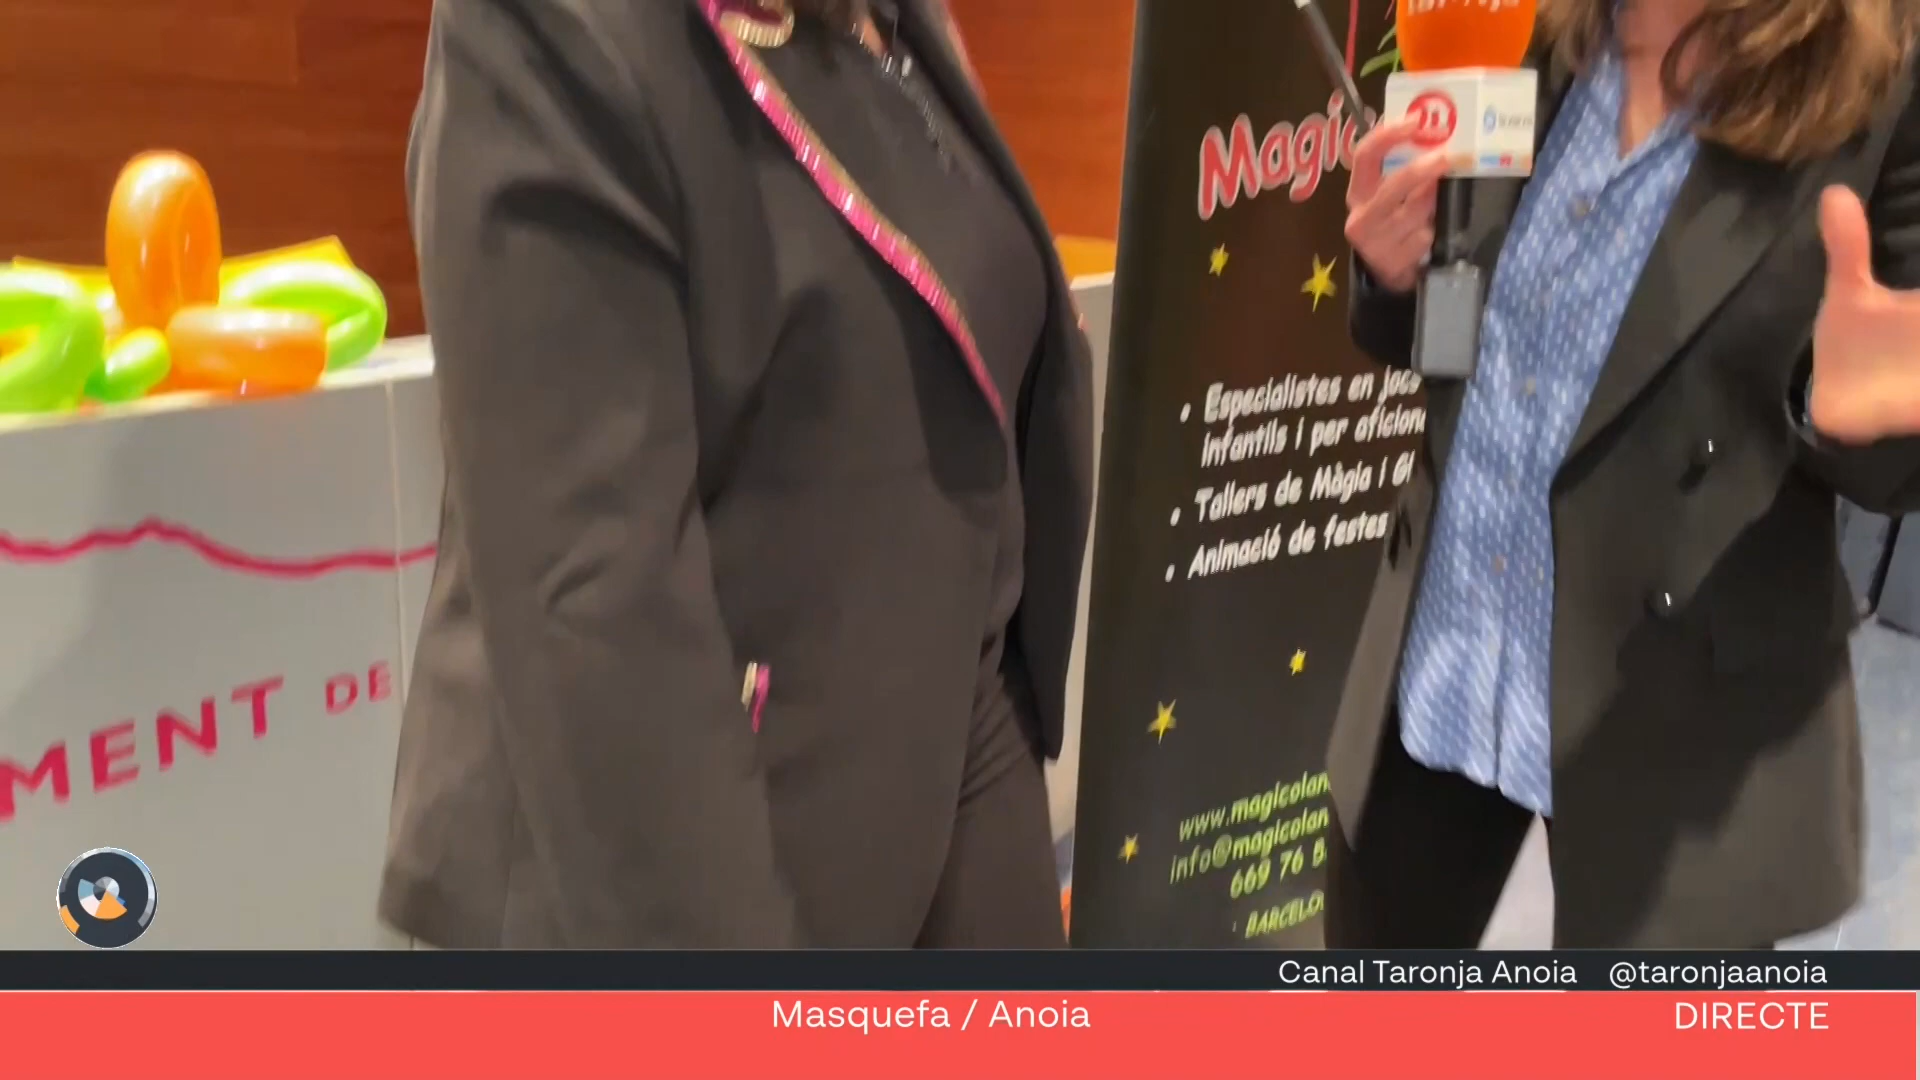 Magic
• Especialistes en jocs
infantils i per aficion
• Tallers de Màgia i Gl
• Animació de festes
www.magicolan
info@magicolan
669 76
BARCELO
MENT DE
Canal Taronja Anoia @taronjaanoia
Masquefa / Anoia
DIRECTE